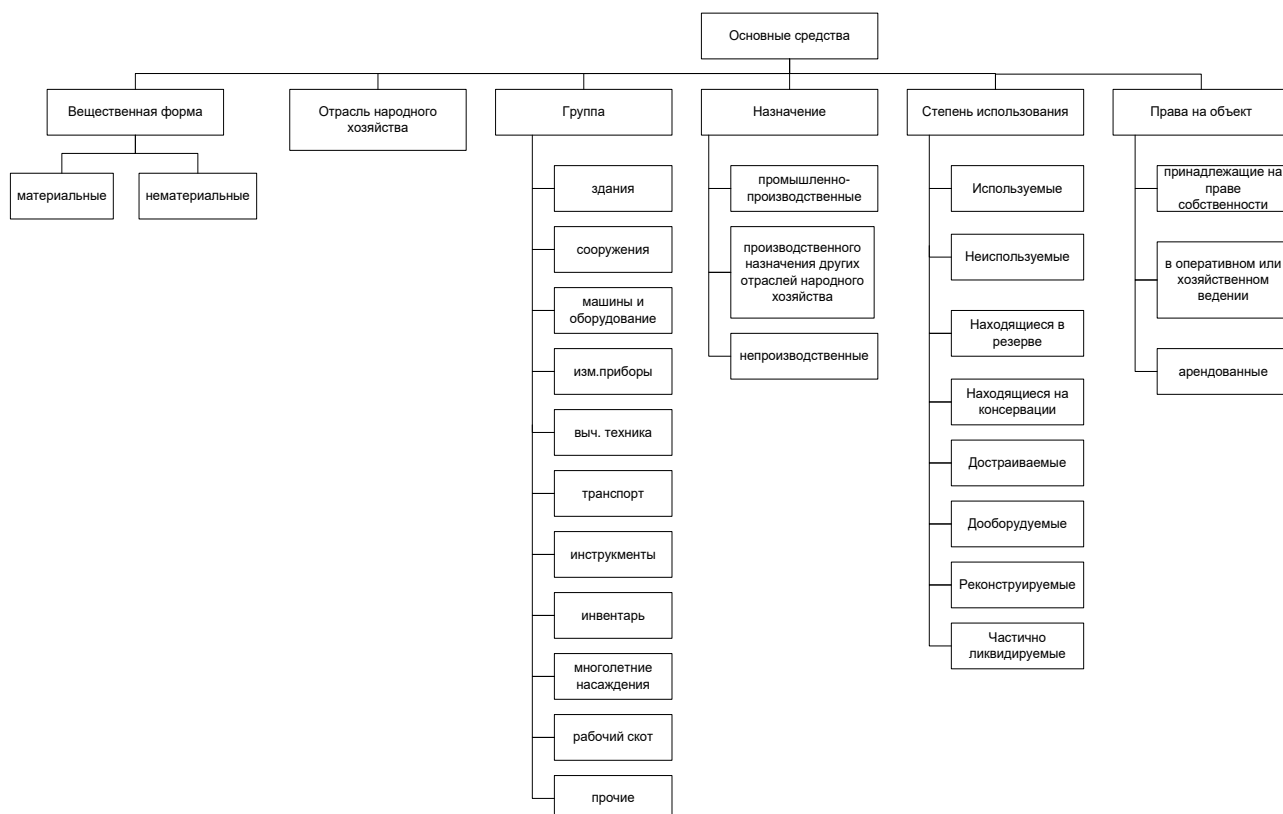 Основные средства
Вещественная форма
материальные
нематериальные
Отрасль народного
хозяйства
Группа
здания
сооружения
машины и
оборудование
изм.приборы
выч. техника
транспорт
инструкменты
инвентарь
многолетние
насаждения
рабочий скот
прочие
Назначение
промышленно-
производственные
производственного
назначения других
отраслей народного
хозяйства
непроизводственные
Степень использования
Используемые
Неиспользуемые
Находящиеся в
резерве
Находящиеся на
консервации
Достраиваемые
Дооборудуемые
Реконструируемые
Частично
ликвидируемые
Права на объект
принадлежащие на
праве
собственности
в оперативном или
хозяйственном
ведении
арендованные